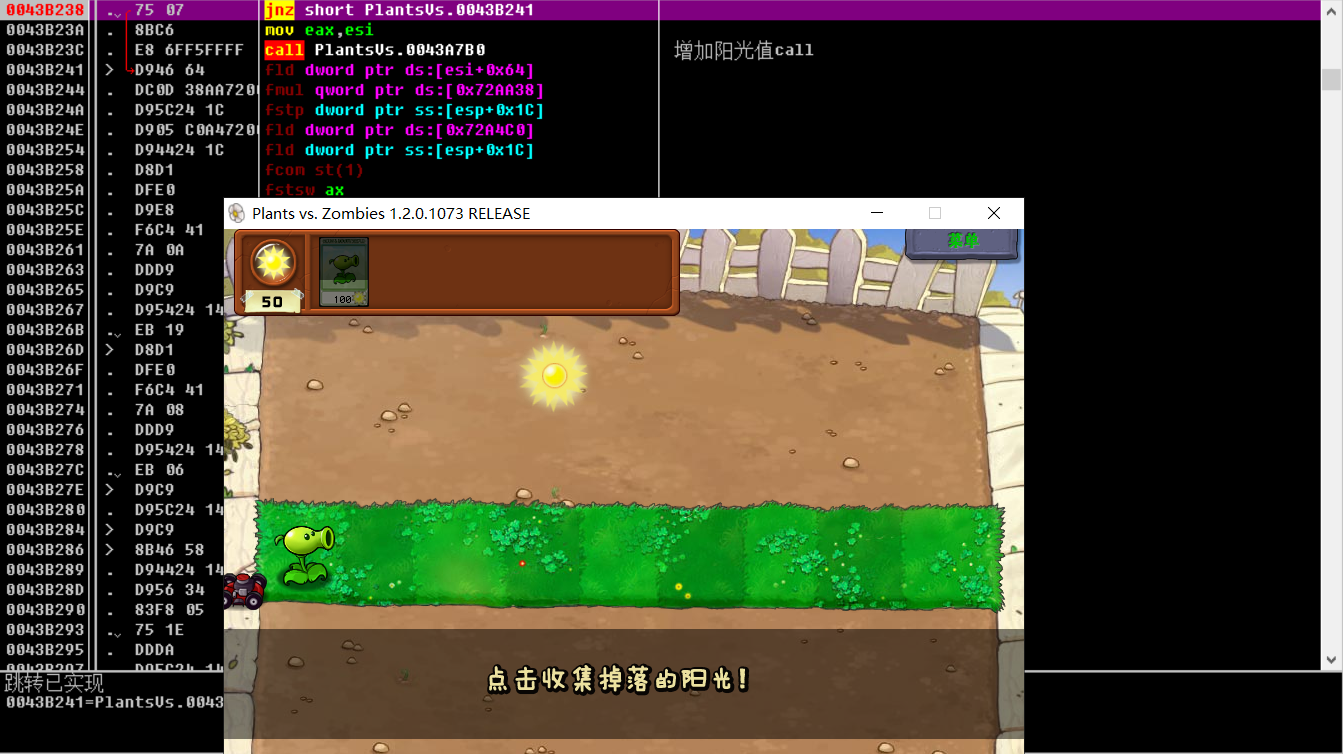 0043B238 . 75 07 jnz short PlantsVs.0043B241
0043B23A . 8BC6 mov eax,esi
0043B23C . E8 6FF5FFFF call PlantsVs.0043A7B0 增加阳光值call
0043B241 > D946 64 fld dword ptr ds:[esi+0x64]
0043B244 . DC0D 38AA720 fmul qword ptr ds:[0x72AA38]
0043B24A . D95C24 1C fstp dword ptr ss:[esp+0x1C]
0043B24E . D905 C0A4720 fld dword ptr ds:[0x72A4C0]
0043B254 . D94424 1C fld dword ptr ss:[esp+0x1C]
0043B258 . D8D1 fcom st(1)
0043B25A . DFE0 fstsw ax
0043B25C . D9E8
0043B25E . F6C4 41
0043B261 . 7A 0A
0043B263 . DDD9
0043B265 . D9C9
0043B267 . D95424 14
0043B26B . EB 19
0043B26D > D8D1
0043B26F . DFE0
0043B271 . F6C4 41
0043B274 . 7A 08
0043B276 . DDD9
0043B278 . D95424 14
0043B27C . EB 06
0043B27E > D9C9
0043B280 . D95C24 14
0043B284 > D9C9
0043B286 > 8B46 58
0043B289 . D94424 14
0043B28D . D956 34
0043B290 . 83F8 05
0043B293 . 75 1E
0043B295 . DDDA
0043B297 . D95C24 14
跳转已实现
0043B241=PlantsVs.0043
Plants vs. Zombies 1.2.0.1073 RELEASE
菜单
50
100
点击收集掉落的阳光!